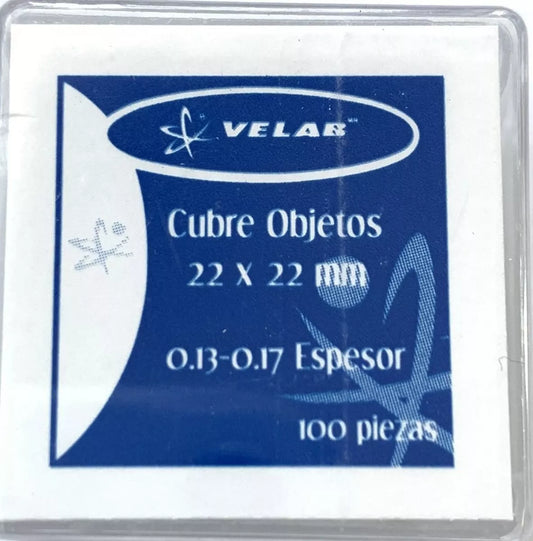 VELAB
Cubre Objetos
22 X 22 mm
0.13-0.17 Espesor
100 piezas